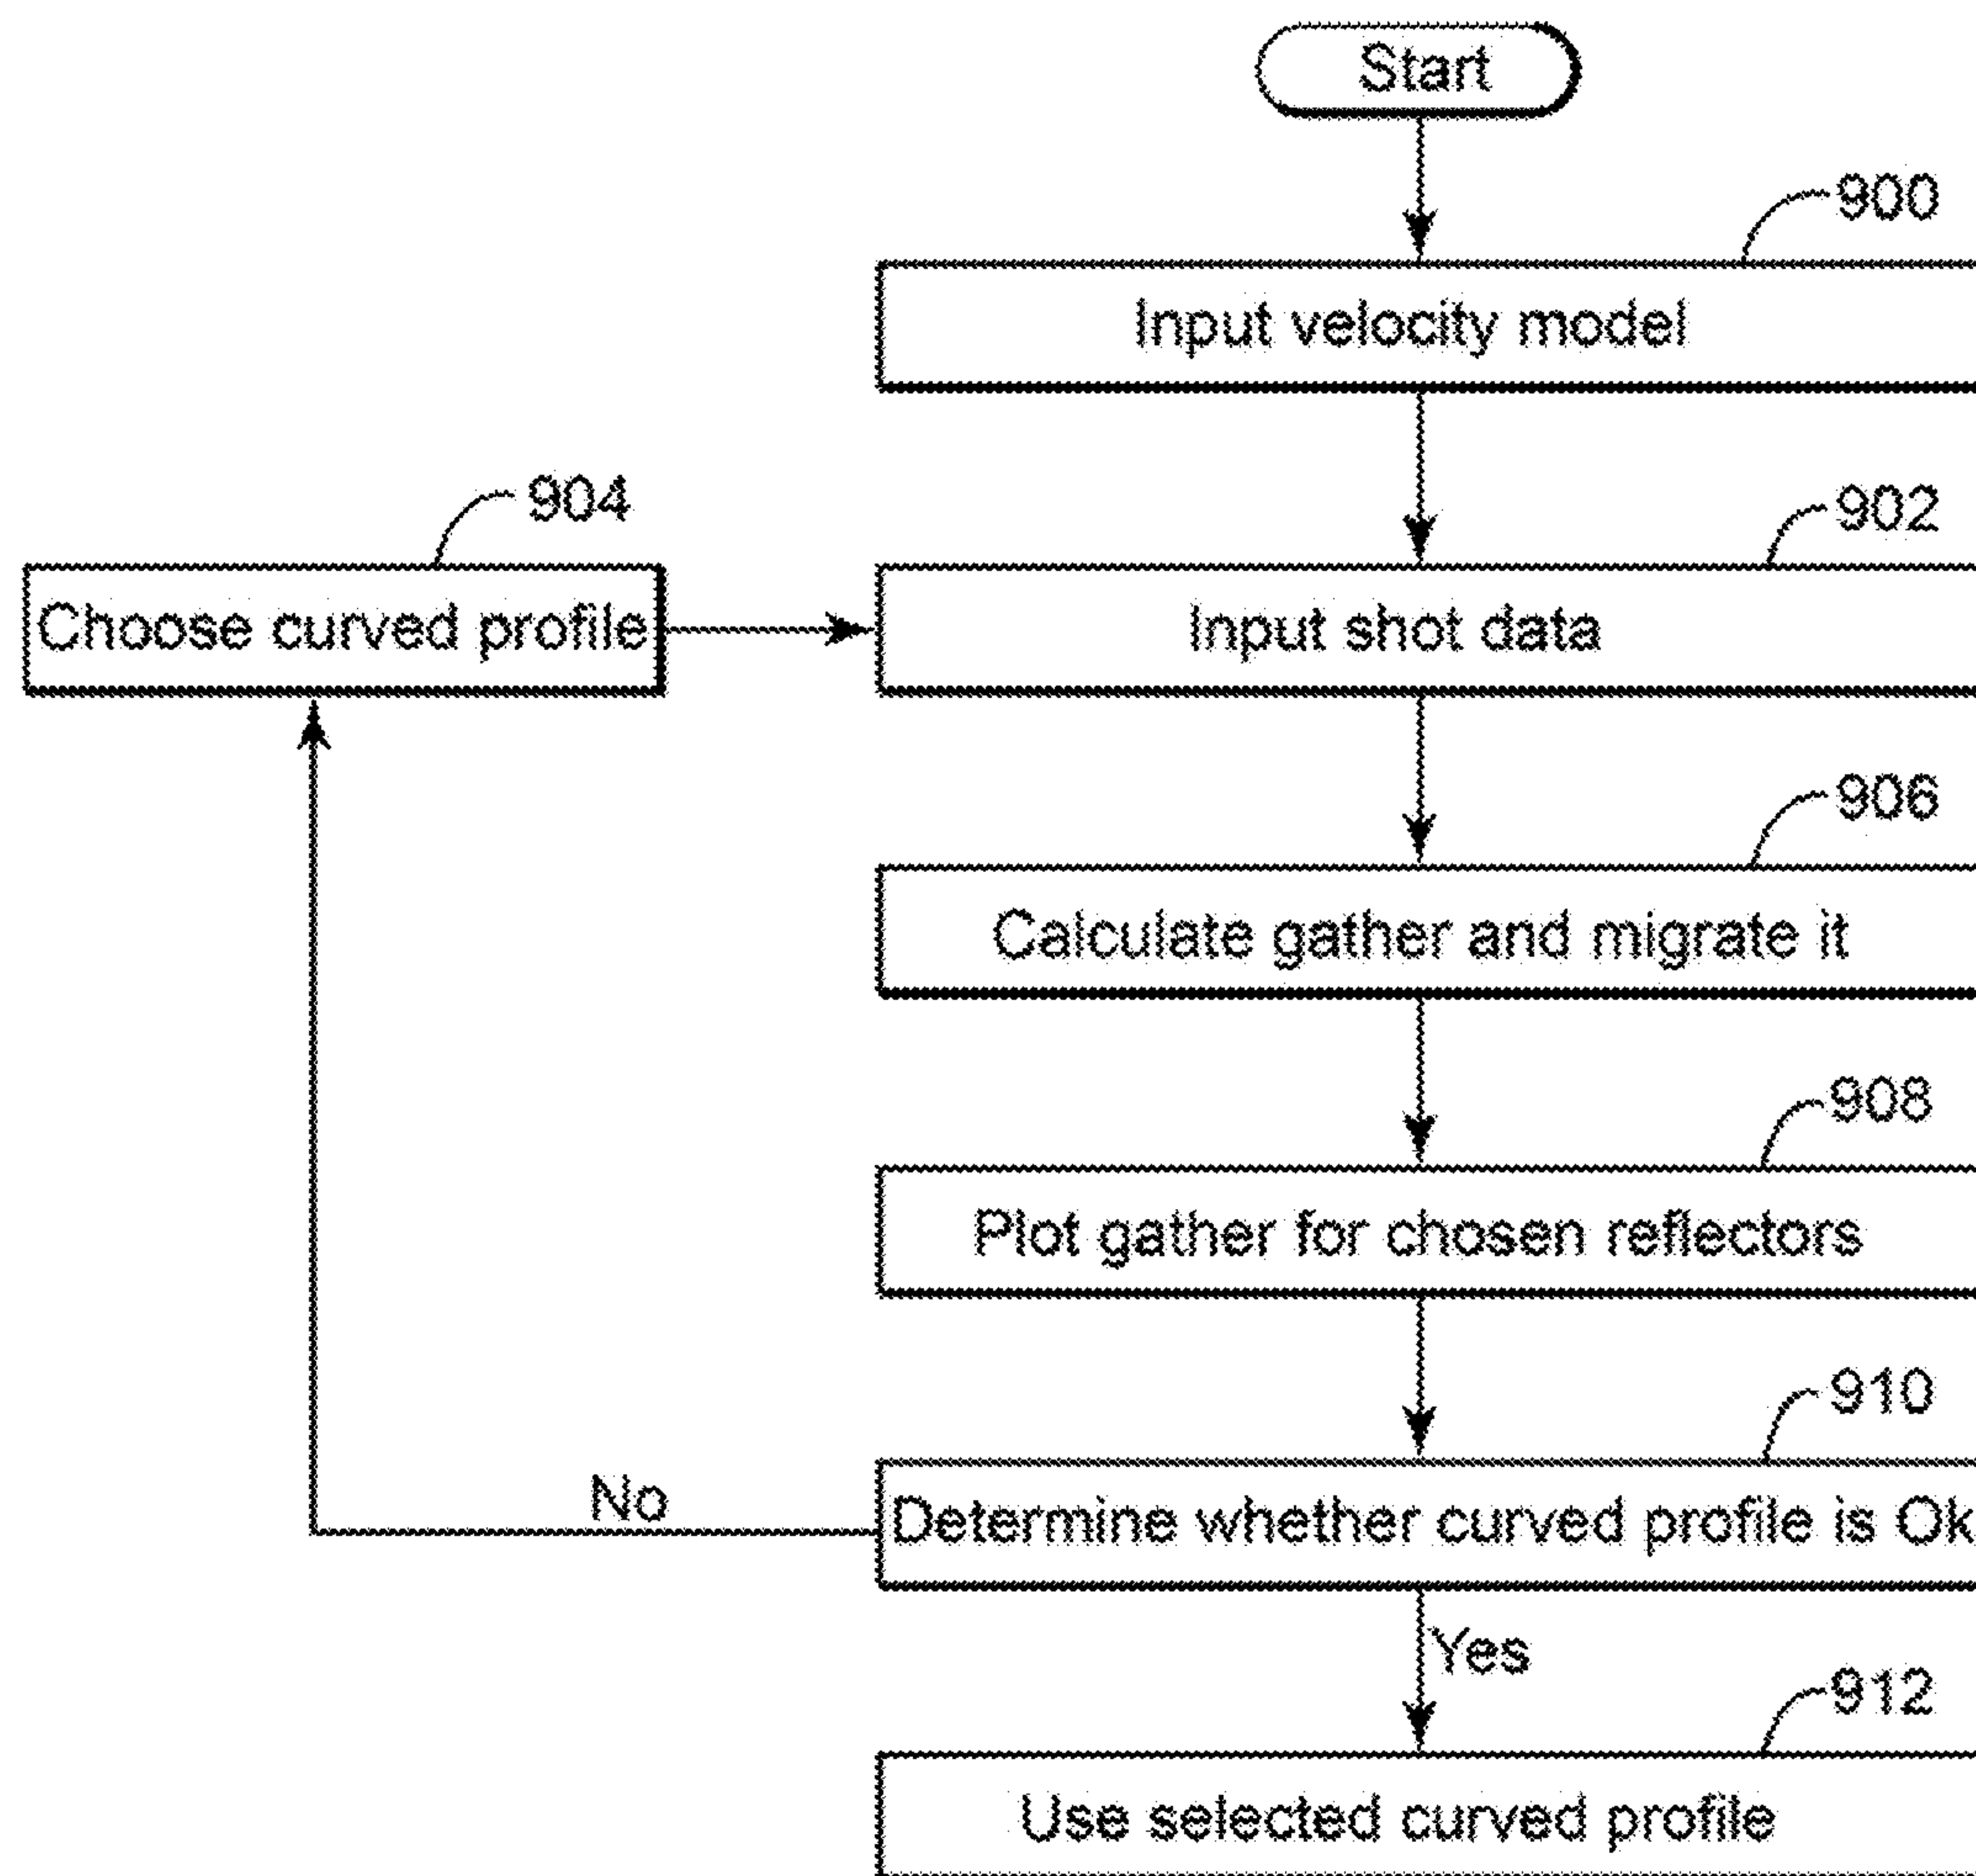 Start
900
Input velocity model
904
902
Choose curved profile
Input shot data
906
Calculate gather and migrate it
908
Plot gather for chosen reflectors
910
No
Determine whether curved profile is Ok
Yes
912
Use selected curved profile